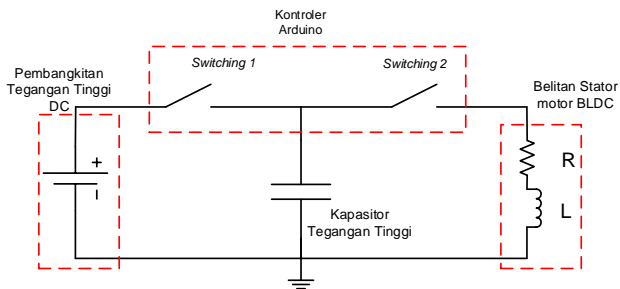 Kontroler
Arduino
Switching 1
Switching 2
Pembangkitan
Tegangan Tinggi
DC
Belitan Stator
motor BLDC
+
R
L
Kapasitor
Tegangan Tinggi